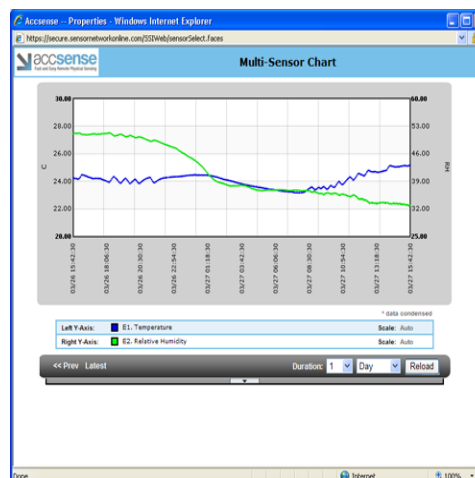 Accsense -- Properties - Windows Internet Explorer
https://secure.sensornetworkonline.com/SSIWeb/sensorSelect.faces
accsense
Fast and Easy Remote Physical Sensing
Multi-Sensor Chart
30.00 60.00
28.00 53.00
26.00 46.00
C RH
24.00 39.00
22.00 32.00
20.00 25.00
03/26 15:42:30
03/26 18:06:30
03/26 20:30:30
03/26 22:54:30
03/27 01:18:30
03/27 03:42:30
03/27 06:06:30
03/27 08:30:30
03/27 10:54:30
03/27 13:18:30
03/27 15:42:30
* data condensed
Left Y-Axis: E1. Temperature Scale: Auto
Right Y-Axis: E2. Relative Humidity Scale: Auto
<< Prev Latest Duration: 1 Day Reload
Done Internet 100%